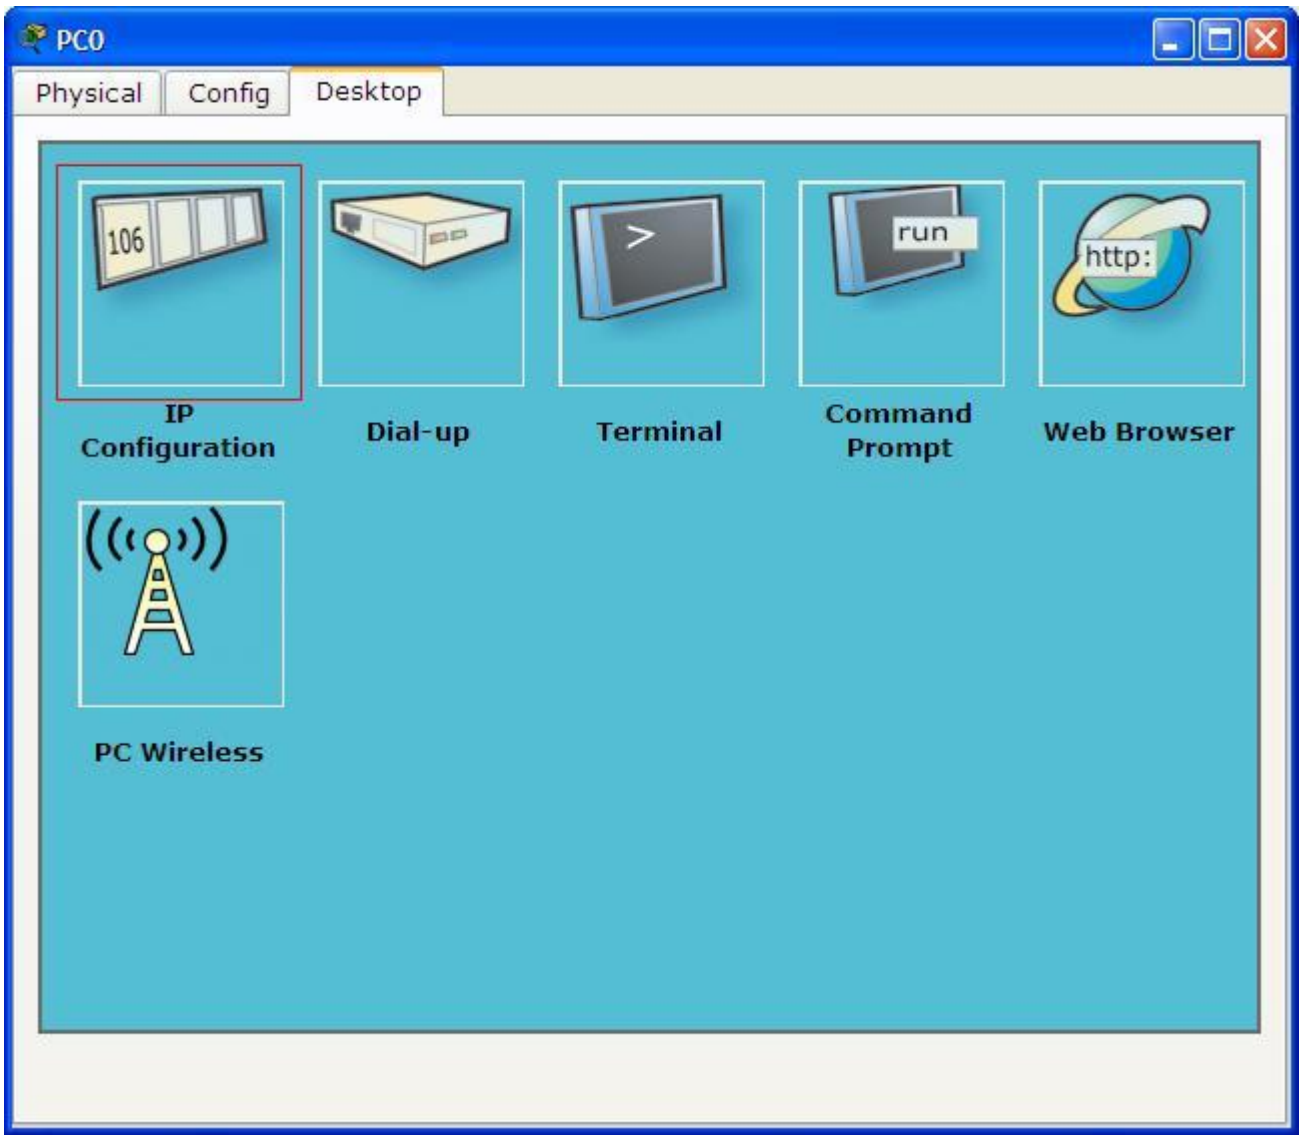 PC0
Physical Config Desktop
106
>
run
http:
IP
Configuration
Dial-up
Terminal
Command
Prompt
Web Browser
PC Wireless